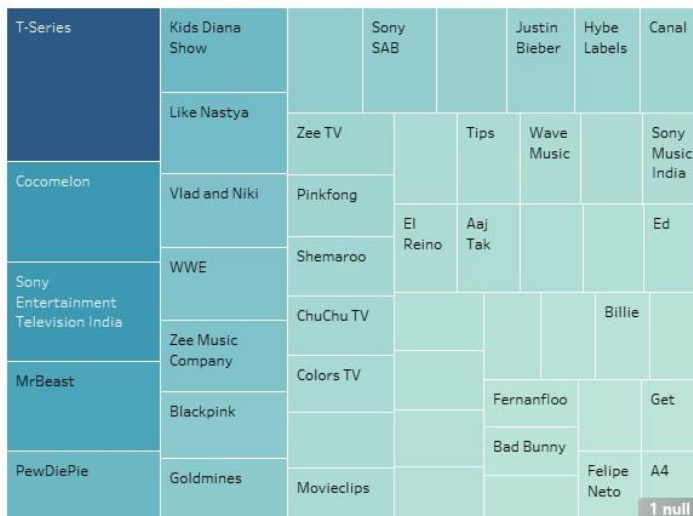 T-Series
Cocomelon
Sony
Entertainment
Television India
MrBeast
PewDiePie
Kids Diana
Show
Like Nastya
Vlad and Niki
WWE
Zee Music
Company
Blackpink
Goldmines
Sony
SAB
Justin
Bieber
Hybe
Labels
Canal
Zee TV
Pinkfong
Shemaroo
ChuChu TV
Colors TV
Movieclips
Tips
Wave
Music
Sony
Music
India
El
Reino
Aaj
Tak
Ed
Billie
Fernanfloo
Get
Bad Bunny
Felipe
Neto
A4
1 null